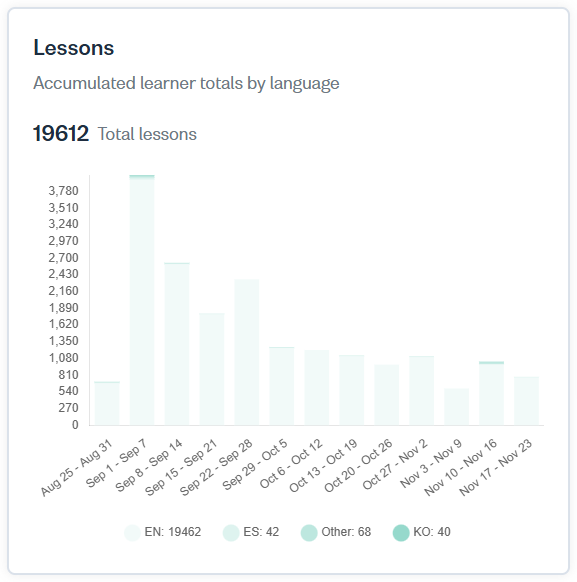 Lessons
Accumulated learner totals by language
19612 Total lessons
3,780
3,510
3,240
2,970
2,700
2,430
2,160
1,890
1,620
1,350
1,080
810
540
270
0
Aug 25 - Aug 31
Sep 1 - Sep 7
Sep 8 - Sep 14
Sep 15 - Sep 21
Sep 22 - Sep 28
Sep 29 - Oct 5
Oct 6 - Oct 12
Oct 13 - Oct 19
Oct 20 - Oct 26
Oct 27 - Nov 2
Nov 3 - Nov 9
Nov 10 - Nov 16
Nov 17 - Nov 23
EN: 19462 ES: 42 Other: 68 KO: 40